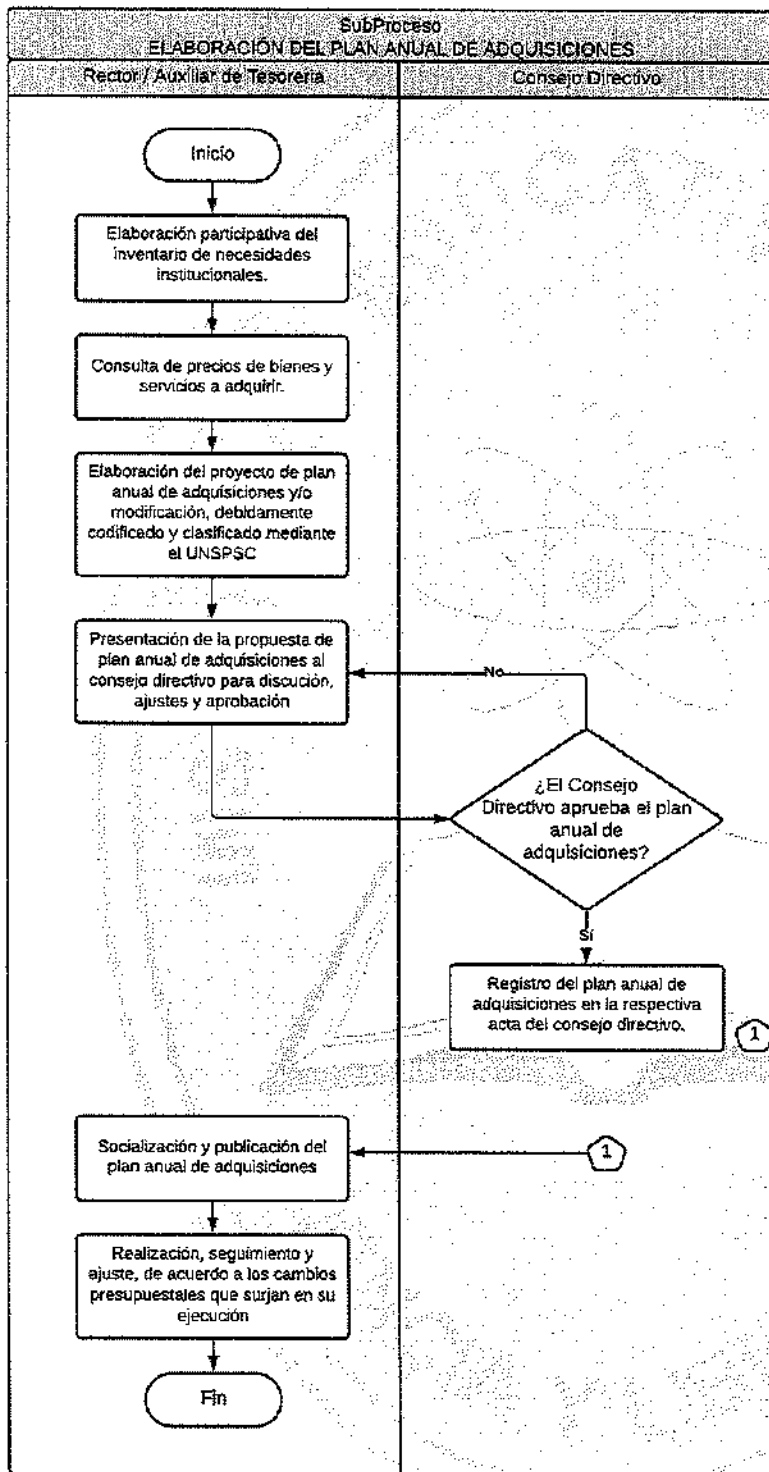 SubProceso
ELABORACIÓN DEL PLAN ANUAL DE ADQUISICIONES
Rector / Auxiliar de Tesoreria
Consejo Directivo
Inicio
Elaboración participativa del
inventario de necesidades
institucionales.
Consulta de precios de bienes y
servicios a adquirir.
Elaboración del proyecto de plan
anual de adquisiciones y/o
modificación, debidamente
codificado y clasificado mediante
el UNSPSC
Presentación de la propuesta de
plan anual de adquisiciones al
consejo directivo para discución,
ajustes y aprobación
No
¿El Consejo
Directivo aprueba el plan
anual de
adquisiciones?
Sí
Registro del plan anual de
adquisiciones en la respectiva
acta del consejo directivo.
1
Socialización y publicación del
plan anual de adquisiciones
1
Realización, seguimiento y
ajuste, de acuerdo a los cambios
presupuestales que surjan en su
ejecución
Fin